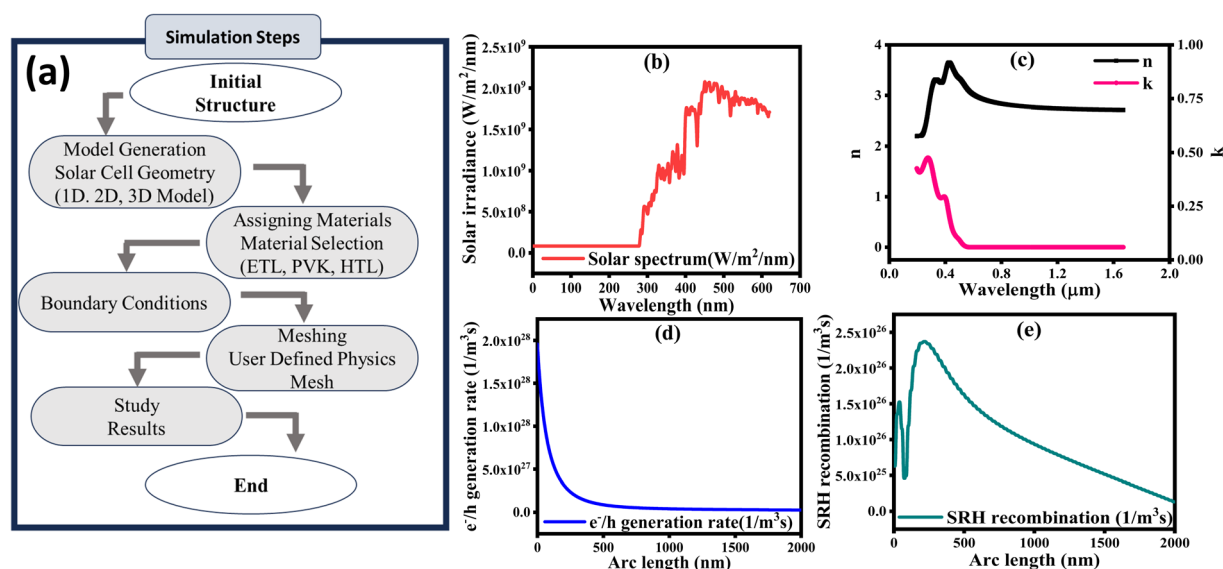 Simulation Steps
(a)
Initial
Structure
Model Generation
Solar Cell Geometry
(1D. 2D, 3D Model)
Assigning Materials
Material Selection
(ETL, PVK, HTL)
Boundary Conditions
Meshing
User Defined Physics
Mesh
Study
Results
End
(b)
Solar irradiance (W/m²/nm)
2.5x10⁹
2.0x10⁹
1.5x10⁹
1.0x10⁹
5.0x10⁸
0.0
Solar spectrum(W/m²/nm)
0 100 200 300 400 500 600 700
Wavelength (nm)
(c)
n
k
n
4
3
2
1
0
k
1.00
0.75
0.50
0.25
0.00
0.0 0.4 0.8 1.2 1.6 2.0
Wavelength (μm)
(d)
e⁻/h generation rate (1/m³s)
2.0x10²⁸
1.5x10²⁸
1.0x10²⁸
5.0x10²⁷
0.0
e⁻/h generation rate(1/m³s)
0 500 1000 1500 2000
Arc length (nm)
(e)
SRH recombination (1/m³s)
2.5x10²⁶
2.0x10²⁶
1.5x10²⁶
1.0x10²⁶
5.0x10²⁵
0.0
SRH recombination (1/m³s)
0 500 1000 1500 2000
Arc length (nm)